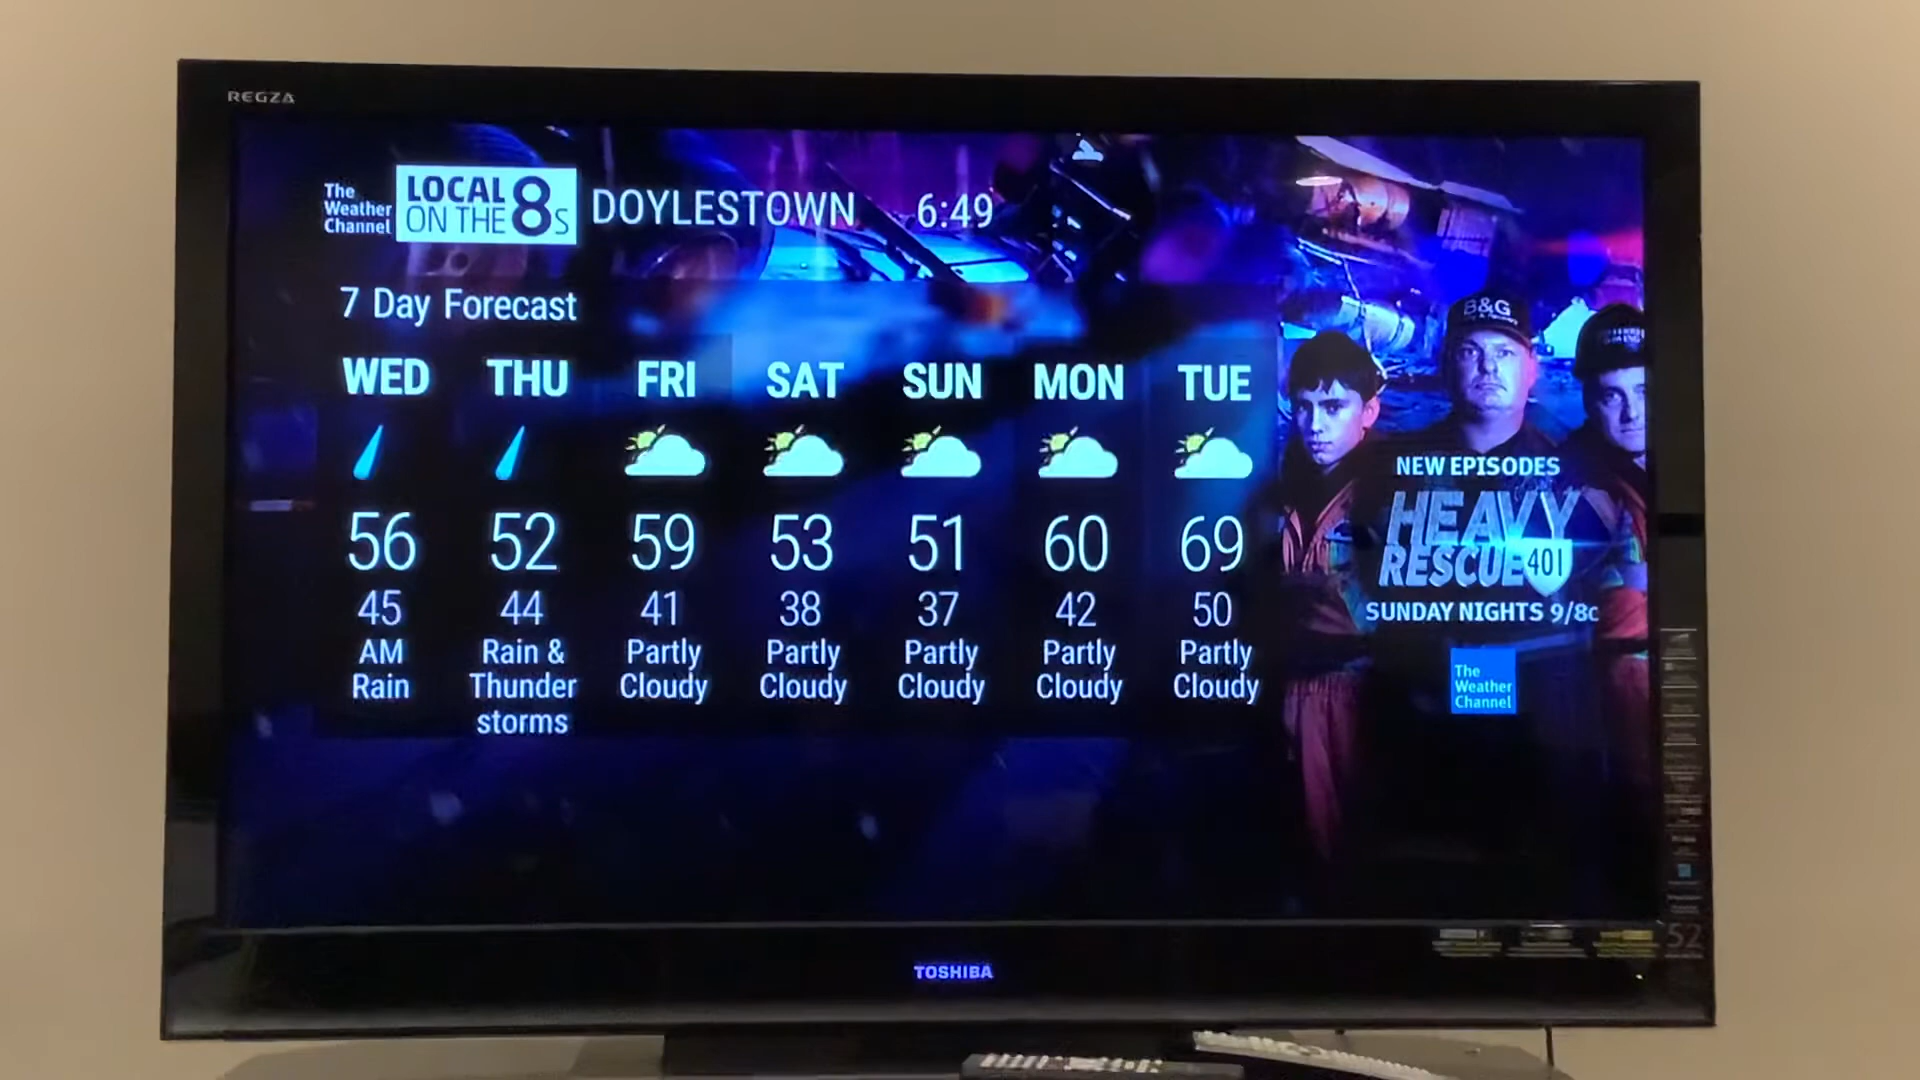 REGZA
The
Weather
Channel
LOCAL
ON THE 8s
DOYLESTOWN 6:49
7 Day Forecast
WED THU FRI SAT SUN MON TUE
56 52 59 53 51 60 69
45 44 41 38 37 42 50
AM Rain & Partly Partly Partly Partly Partly
Rain Thunder Cloudy Cloudy Cloudy Cloudy Cloudy
storms
B&G
NEW EPISODES
HEAVY
RESCUE 401
SUNDAY NIGHTS 9/8c
The
Weather
Channel
52
TOSHIBA